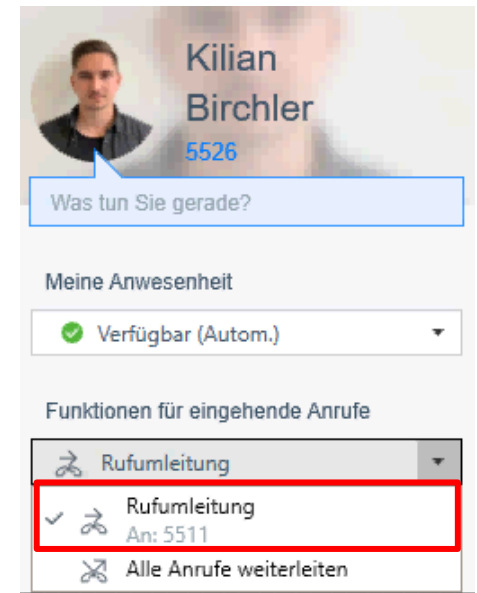 Kilian
Birchler
5526
Was tun Sie gerade?
Meine Anwesenheit
Verfügbar (Autom.)
Funktionen für eingehende Anrufe
Rufumleitung
Rufumleitung
An: 5511
Alle Anrufe weiterleiten